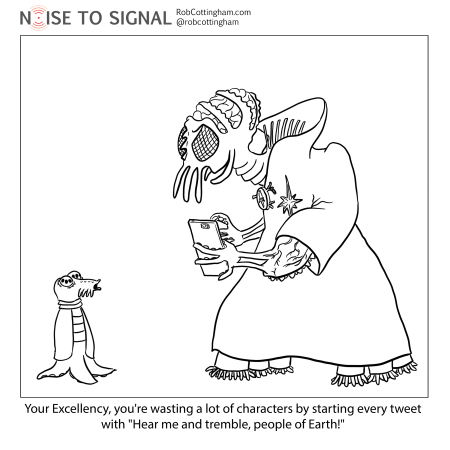 NOISE TO SIGNAL
RobCottingham.com
@robcottingham
Your Excellency, you're wasting a lot of characters by starting every tweet
with "Hear me and tremble, people of Earth!"